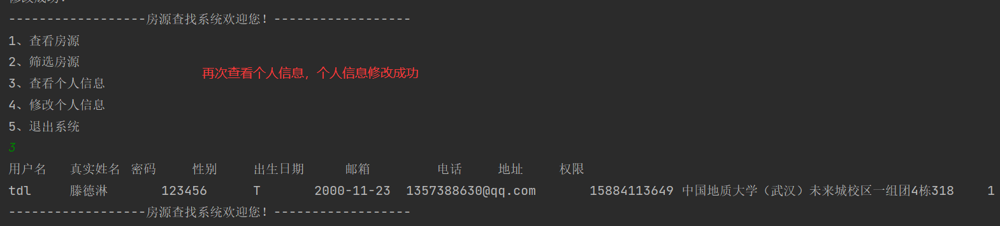 修改成功!
------------------房源查找系统欢迎您! ------------------
1、查看房源
2、筛选房源
再次查看个人信息，个人信息修改成功
3、查看个人信息
4、修改个人信息
5、退出系统
3
用户名 真实姓名 密码 性别 出生日期 邮箱 电话 地址 权限
tdl 滕德淋 123456 T 2000-11-23 1357388630@qq.com 15884113649 中国地质大学（武汉）未来城校区一组团4栋318 1
------------------房源查找系统欢迎您! ------------------